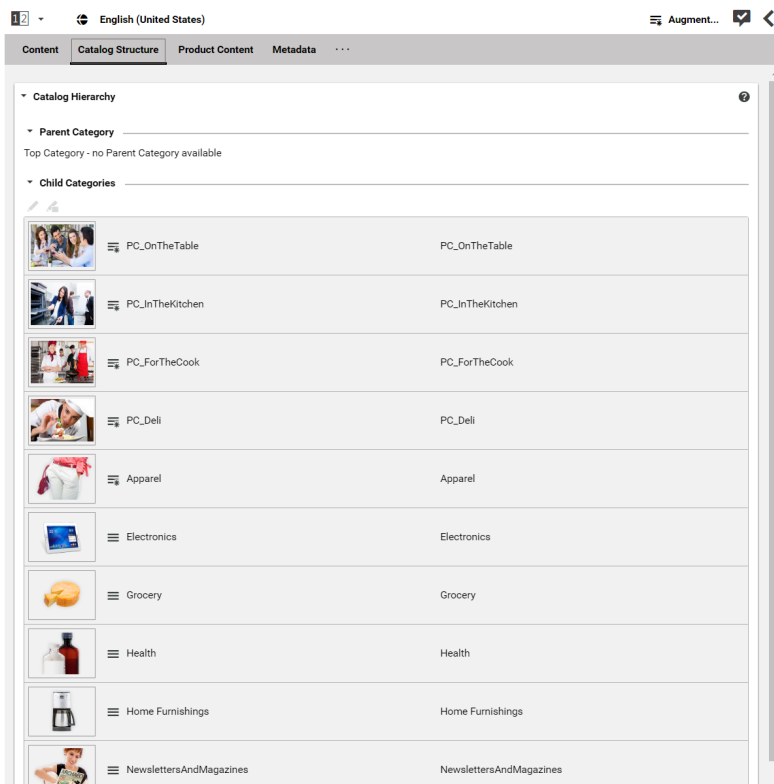 12 English (United States) Augment...
Content Catalog Structure Product Content Metadata ...
Catalog Hierarchy
Parent Category
Top Category - no Parent Category available
Child Categories
PC_OnTheTable PC_OnTheTable
PC_InTheKitchen PC_InTheKitchen
PC_ForTheCook PC_ForTheCook
PC_Deli PC_Deli
Apparel Apparel
Electronics Electronics
Grocery Grocery
Health Health
Home Furnishings Home Furnishings
NewslettersAndMagazines NewslettersAndMagazines